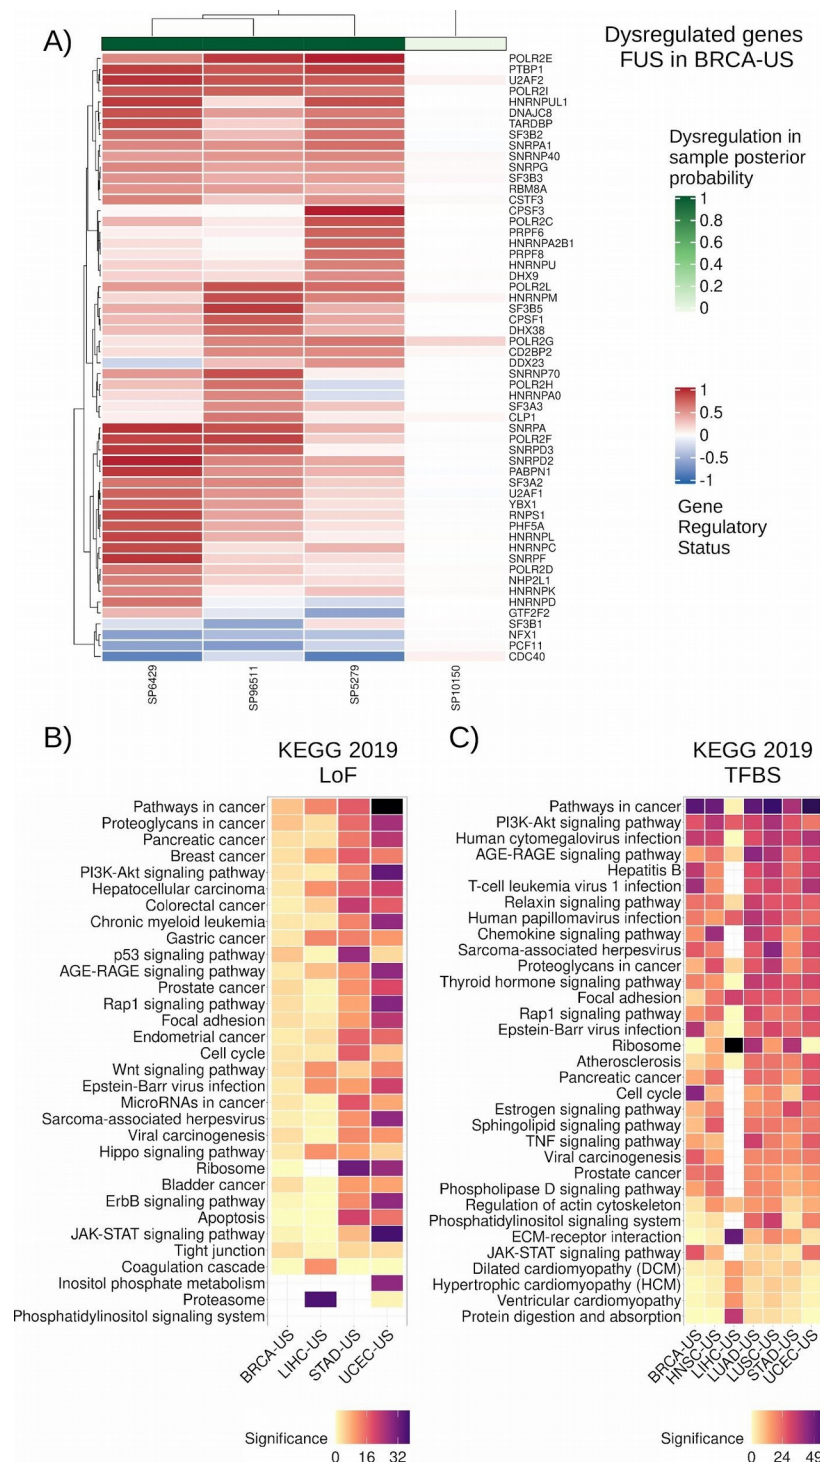 A)
Dysregulated genes
FUS in BRCA-US
POLR2E
PTBP1
U2AF2
POLR2I
HNRNPUL1
DNAJC8
TARDBP
SF3B2
SNRPA1
SNRNP40
SNRPG
SF3B3
RBM8A
CSTF3
CPSF3
POLR2C
PRPF6
HNRNPA2B1
PRPF8
HNRNPU
DHX9
POLR2L
HNRNPM
SF3B5
CPSF1
DHX38
POLR2G
CD2BP2
DDX23
SNRNP70
POLR2H
HNRNPA0
SF3A3
CLP1
SNRPA
POLR2F
SNRPD3
SNRPD2
PABPN1
SF3A2
U2AF1
YBX1
RNPS1
PHF5A
HNRNPL
HNRNPC
SNRPF
POLR2D
NHP2L1
HNRNPK
HNRNPD
GTF2F2
SF3B1
NFX1
PCF11
CDC40
SP6429
SP96511
SP5279
SP10150
Dysregulation in
sample posterior
probability
1
0.8
0.6
0.4
0.2
0
1
0.5
0
-0.5
-1
Gene
Regulatory
Status
B)
KEGG 2019
LoF
Pathways in cancer
Proteoglycans in cancer
Pancreatic cancer
Breast cancer
PI3K-Akt signaling pathway
Hepatocellular carcinoma
Colorectal cancer
Chronic myeloid leukemia
Gastric cancer
p53 signaling pathway
AGE-RAGE signaling pathway
Prostate cancer
Rap1 signaling pathway
Focal adhesion
Endometrial cancer
Cell cycle
Wnt signaling pathway
Epstein-Barr virus infection
MicroRNAs in cancer
Sarcoma-associated herpesvirus
Viral carcinogenesis
Hippo signaling pathway
Ribosome
Bladder cancer
ErbB signaling pathway
Apoptosis
JAK-STAT signaling pathway
Tight junction
Coagulation cascade
Inositol phosphate metabolism
Proteasome
Phosphatidylinositol signaling system
BRCA-US
LIHC-US
STAD-US
UCEC-US
Significance
0 16 32
C)
KEGG 2019
TFBS
Pathways in cancer
PI3K-Akt signaling pathway
Human cytomegalovirus infection
AGE-RAGE signaling pathway
Hepatitis B
T-cell leukemia virus 1 infection
Relaxin signaling pathway
Human papillomavirus infection
Chemokine signaling pathway
Sarcoma-associated herpesvirus
Proteoglycans in cancer
Thyroid hormone signaling pathway
Focal adhesion
Rap1 signaling pathway
Epstein-Barr virus infection
Ribosome
Atherosclerosis
Pancreatic cancer
Cell cycle
Estrogen signaling pathway
Sphingolipid signaling pathway
TNF signaling pathway
Viral carcinogenesis
Prostate cancer
Phospholipase D signaling pathway
Regulation of actin cytoskeleton
Phosphatidylinositol signaling system
ECM-receptor interaction
JAK-STAT signaling pathway
Dilated cardiomyopathy (DCM)
Hypertrophic cardiomyopathy (HCM)
Ventricular cardiomyopathy
Protein digestion and absorption
BRCA-US
HNSC-US
LIHC-US
LUAD-US
LUSC-US
STAD-US
UCEC-US
Significance
0 24 49